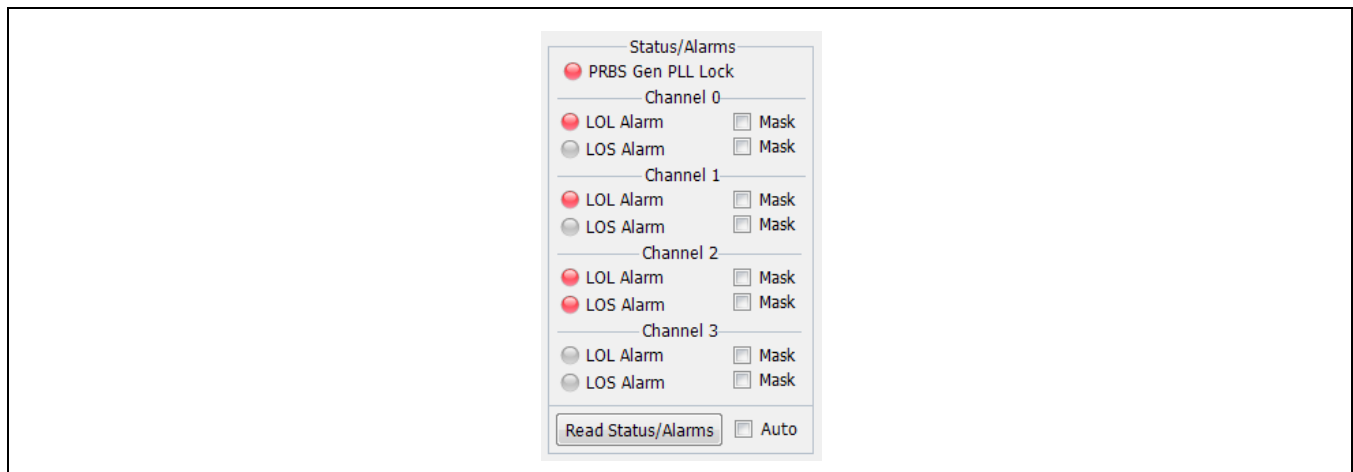 Status/Alarms
PRBS Gen PLL Lock
Channel 0
LOL Alarm Mask
LOS Alarm Mask
Channel 1
LOL Alarm Mask
LOS Alarm Mask
Channel 2
LOL Alarm Mask
LOS Alarm Mask
Channel 3
LOL Alarm Mask
LOS Alarm Mask
Read Status/Alarms Auto